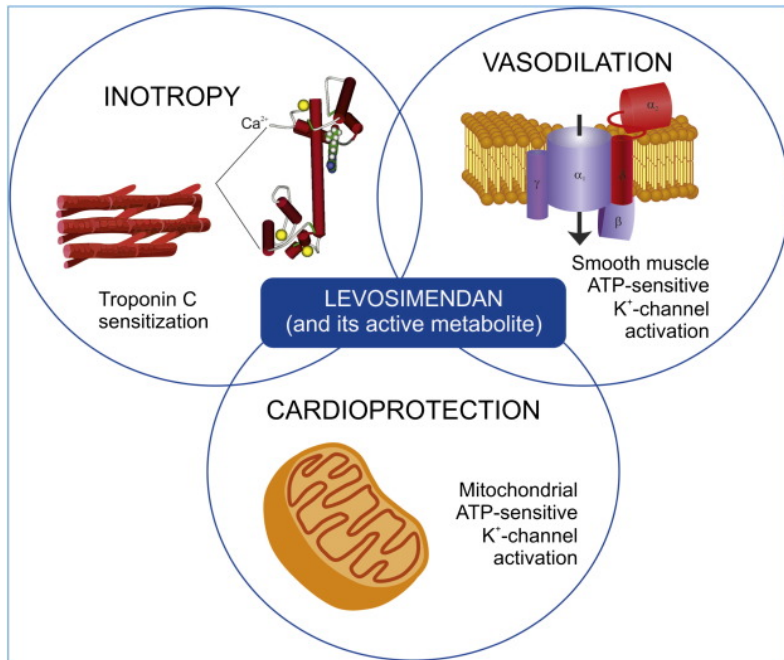 INOTROPY
Ca²⁺
Troponin C
sensitization
VASODILATION
α₂
γ
α₁
δ
β
Smooth muscle
ATP-sensitive
K⁺-channel
activation
LEVOSIMENDAN
(and its active metabolite)
CARDIOPROTECTION
Mitochondrial
ATP-sensitive
K⁺-channel
activation